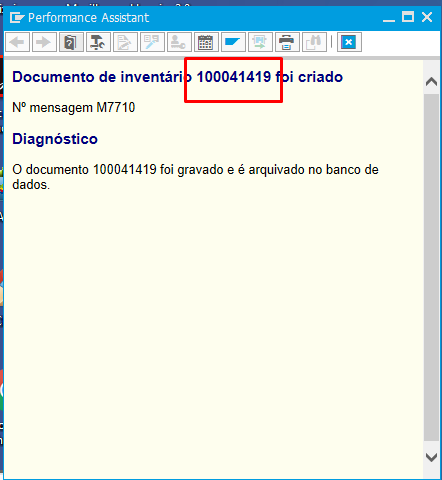 Performance Assistant
Documento de inventário 100041419 foi criado
Nº mensagem M7710
Diagnóstico
O documento 100041419 foi gravado e é arquivado no banco de
dados.